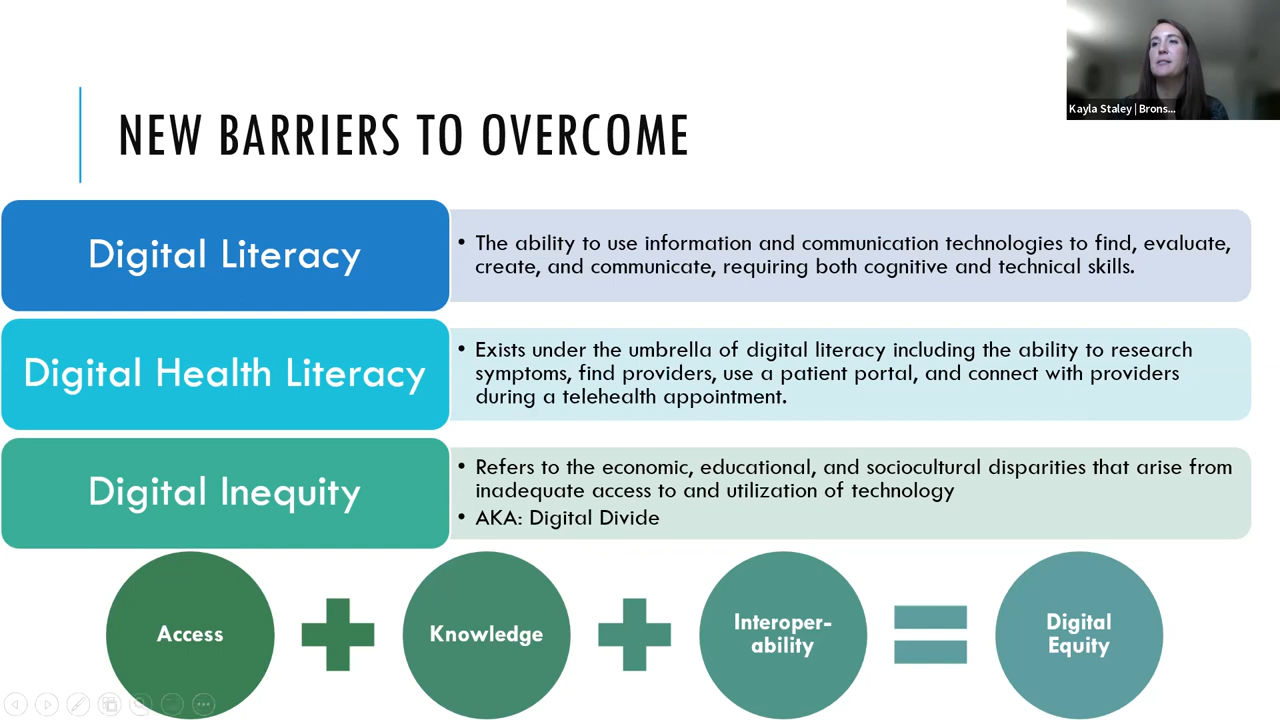 Kayla Staley | Brons...
NEW BARRIERS TO OVERCOME
Digital Literacy
• The ability to use information and communication technologies to find, evaluate,
create, and communicate, requiring both cognitive and technical skills.
Digital Health Literacy
• Exists under the umbrella of digital literacy including the ability to research
symptoms, find providers, use a patient portal, and connect with providers
during a telehealth appointment.
Digital Inequity
• Refers to the economic, educational, and sociocultural disparities that arise from
inadequate access to and utilization of technology
• AKA: Digital Divide
Access
Knowledge
Interoper-
ability
Digital
Equity